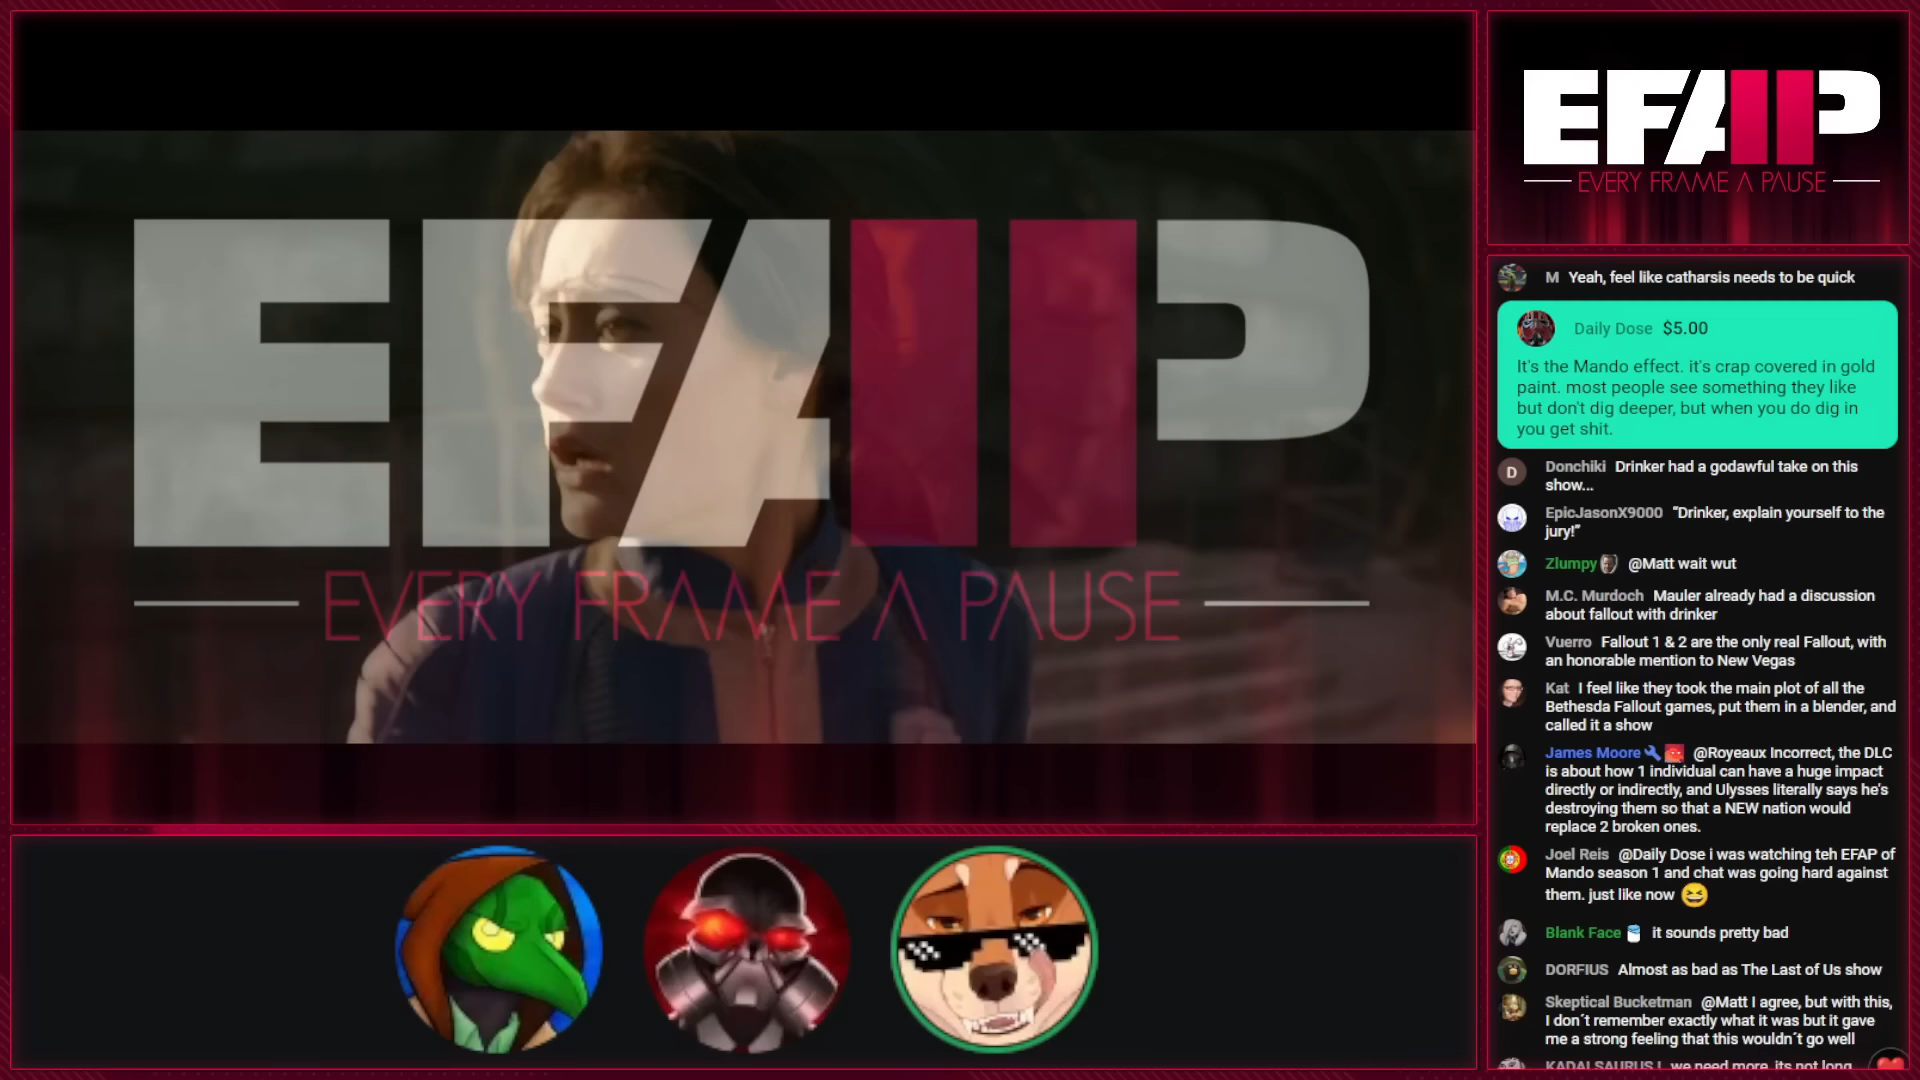 EFAP
EVERY FRAME A PAUSE
EFAP
EVERY FRAME A PAUSE
M Yeah, feel like catharsis needs to be quick
Daily Dose $5.00
It's the Mando effect. it's crap covered in gold
paint. most people see something they like
but don't dig deeper, but when you do dig in
you get shit.
D
Donchiki Drinker had a godawful take on this
show...
EpicJasonX9000 "Drinker, explain yourself to the
jury!"
Zlumpy @Matt wait wut
M.C. Murdoch Mauler already had a discussion
about fallout with drinker
Vuerro Fallout 1 & 2 are the only real Fallout, with
an honorable mention to New Vegas
Kat I feel like they took the main plot of all the
Bethesda Fallout games, put them in a blender, and
called it a show
James Moore @Royeaux Incorrect, the DLC
is about how 1 individual can have a huge impact
directly or indirectly, and Ulysses literally says he's
destroying them so that a NEW nation would
replace 2 broken ones.
Joel Reis @Daily Dose i was watching teh EFAP of
Mando season 1 and chat was going hard against
them. just like now 😆
Blank Face it sounds pretty bad
DORFIUS Almost as bad as The Last of Us show
Skeptical Bucketman @Matt I agree, but with this,
I don´t remember exactly what it was but it gave
me a strong feeling that this wouldn´t go well
we need more, its not long